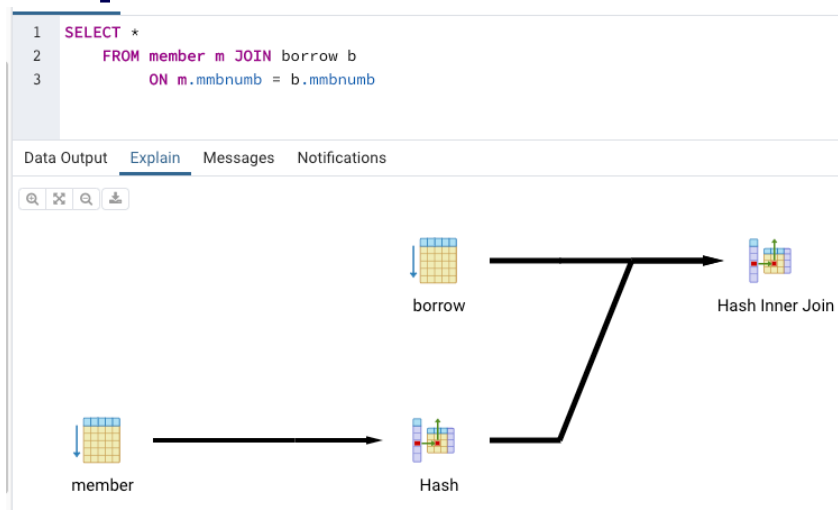 1 SELECT *
2 FROM member m JOIN borrow b
3 ON m.mmbnumb = b.mmbnumb
Data Output Explain Messages Notifications
borrow
Hash Inner Join
member
Hash